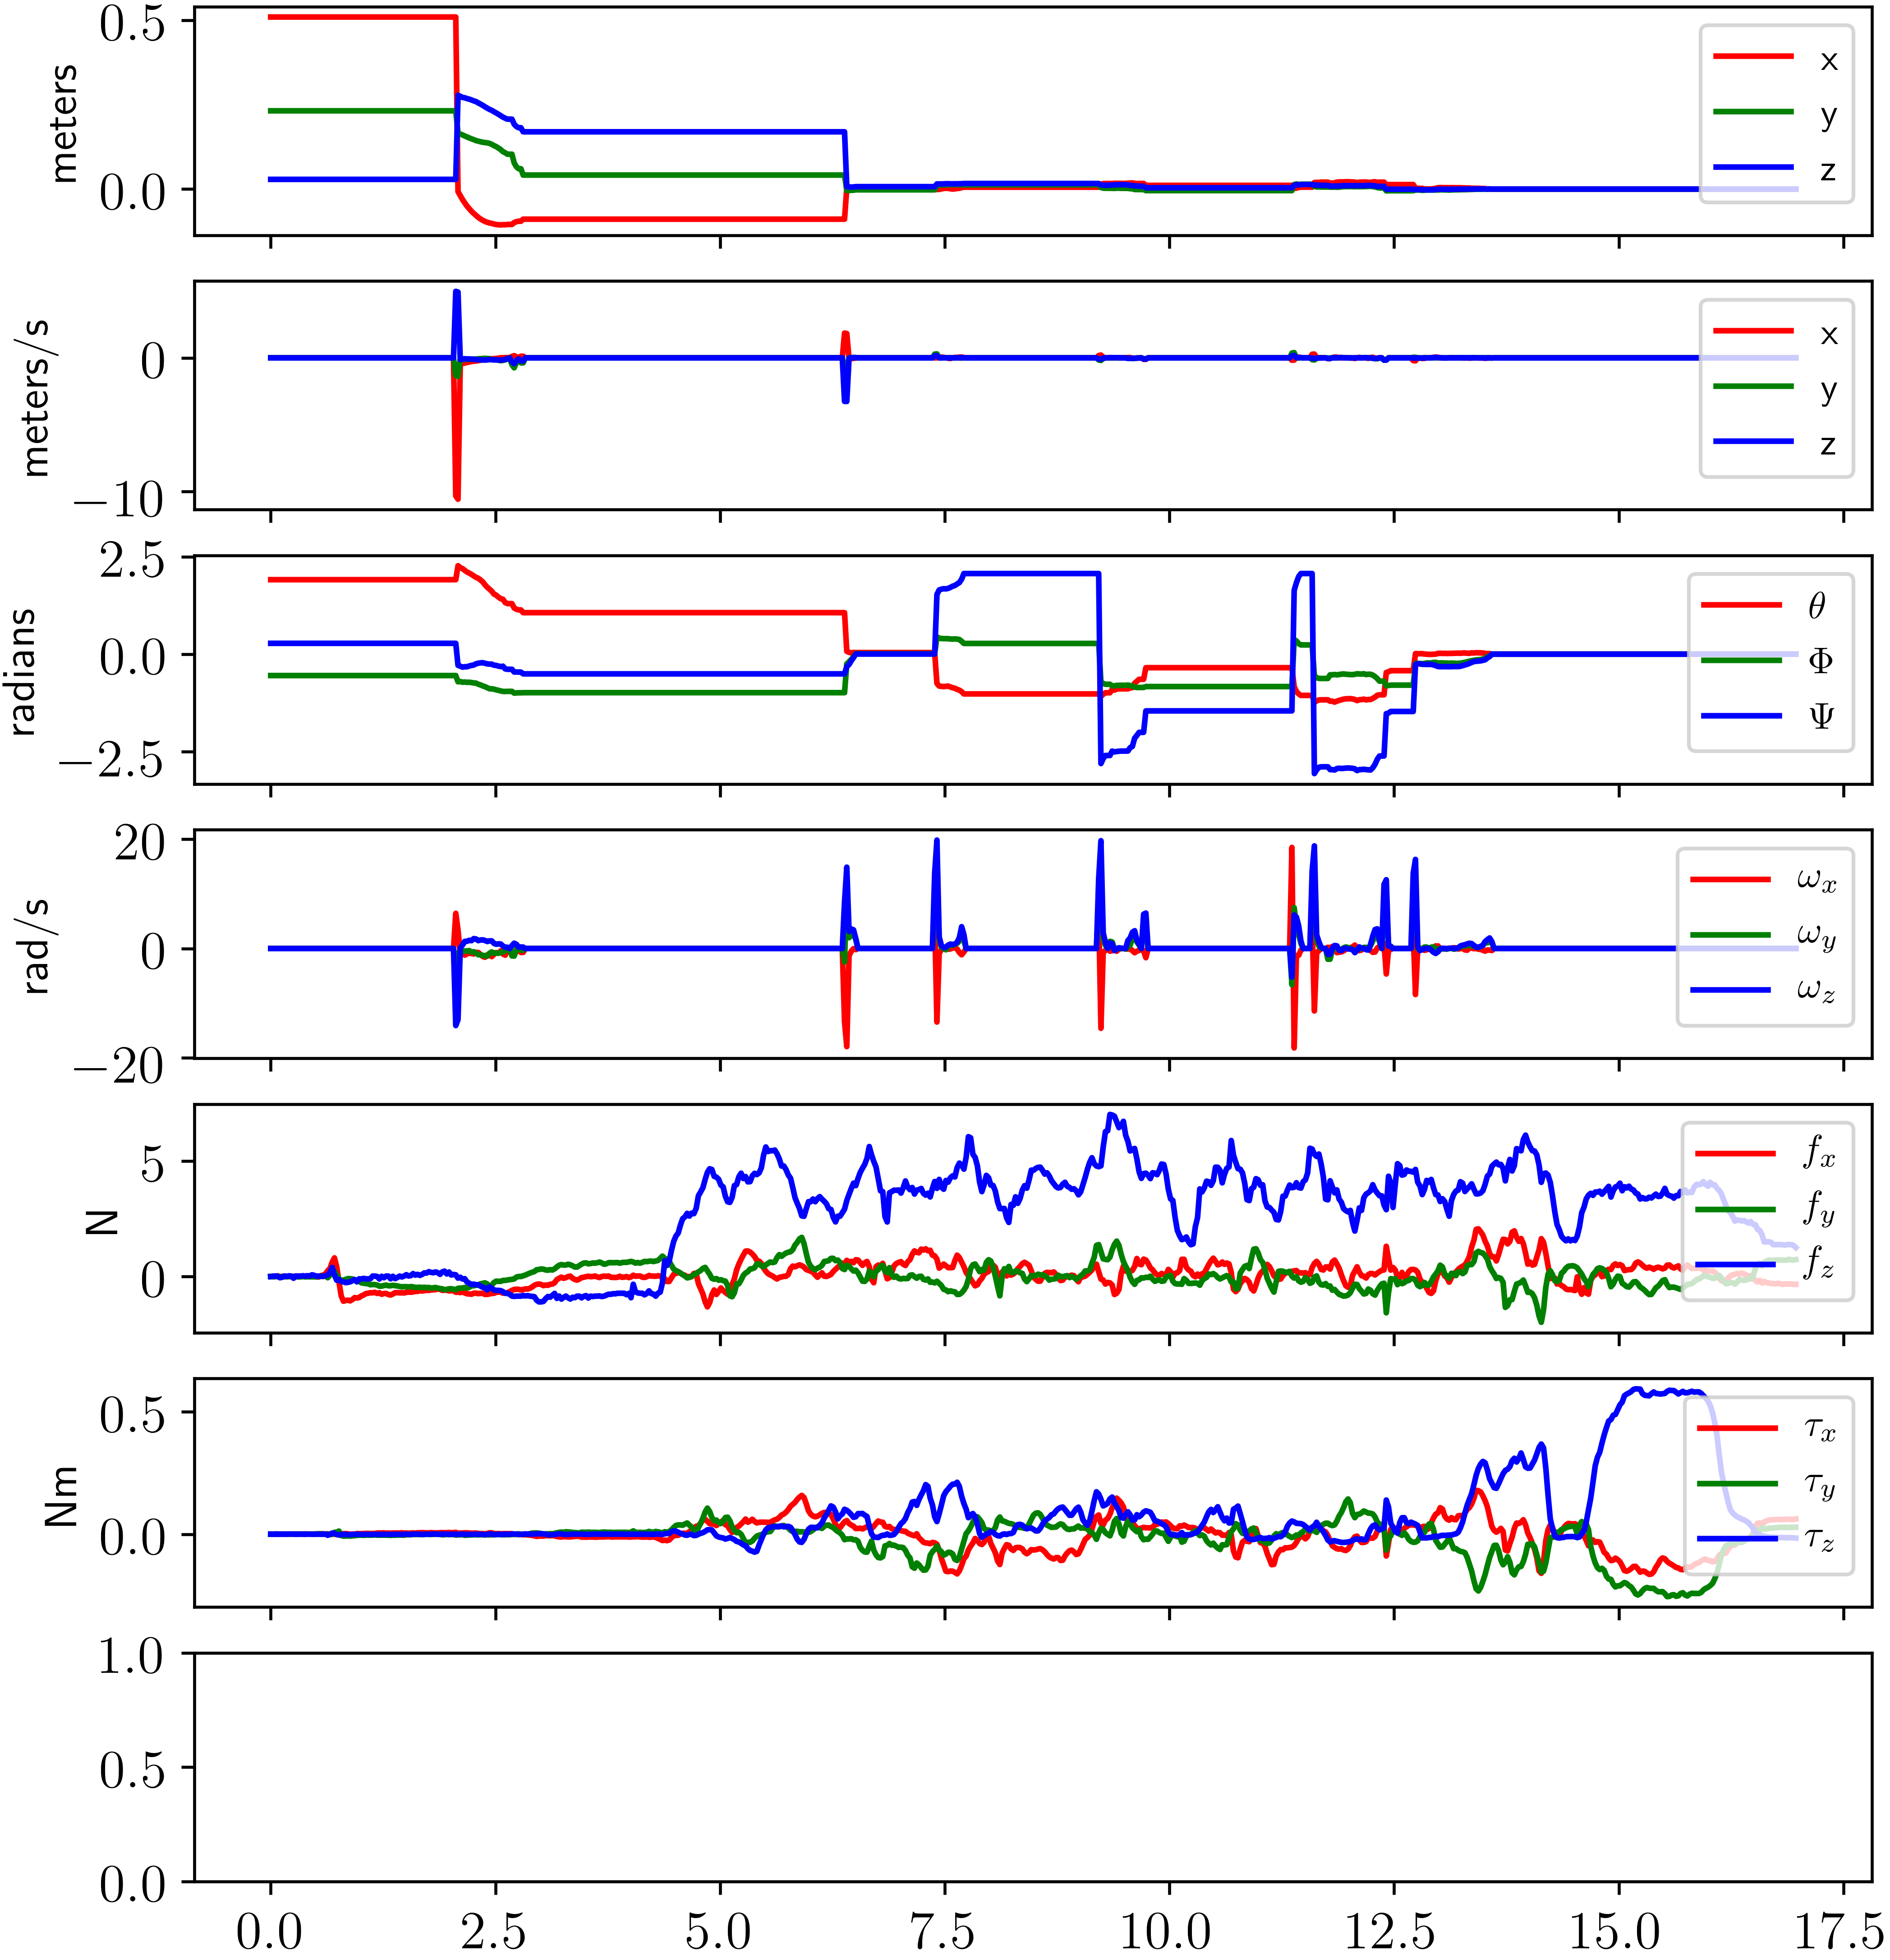 meters
0.5
0.0
x
y
z
meters/s
0
−10
x
y
z
radians
2.5
0.0
−2.5
θ
Φ
Ψ
rad/s
20
0
−20
ωx
ωy
ωz
N
5
0
fx
fy
fz
Nm
0.5
0.0
τx
τy
τz
1.0
0.5
0.0
0.0 2.5 5.0 7.5 10.0 12.5 15.0 17.5